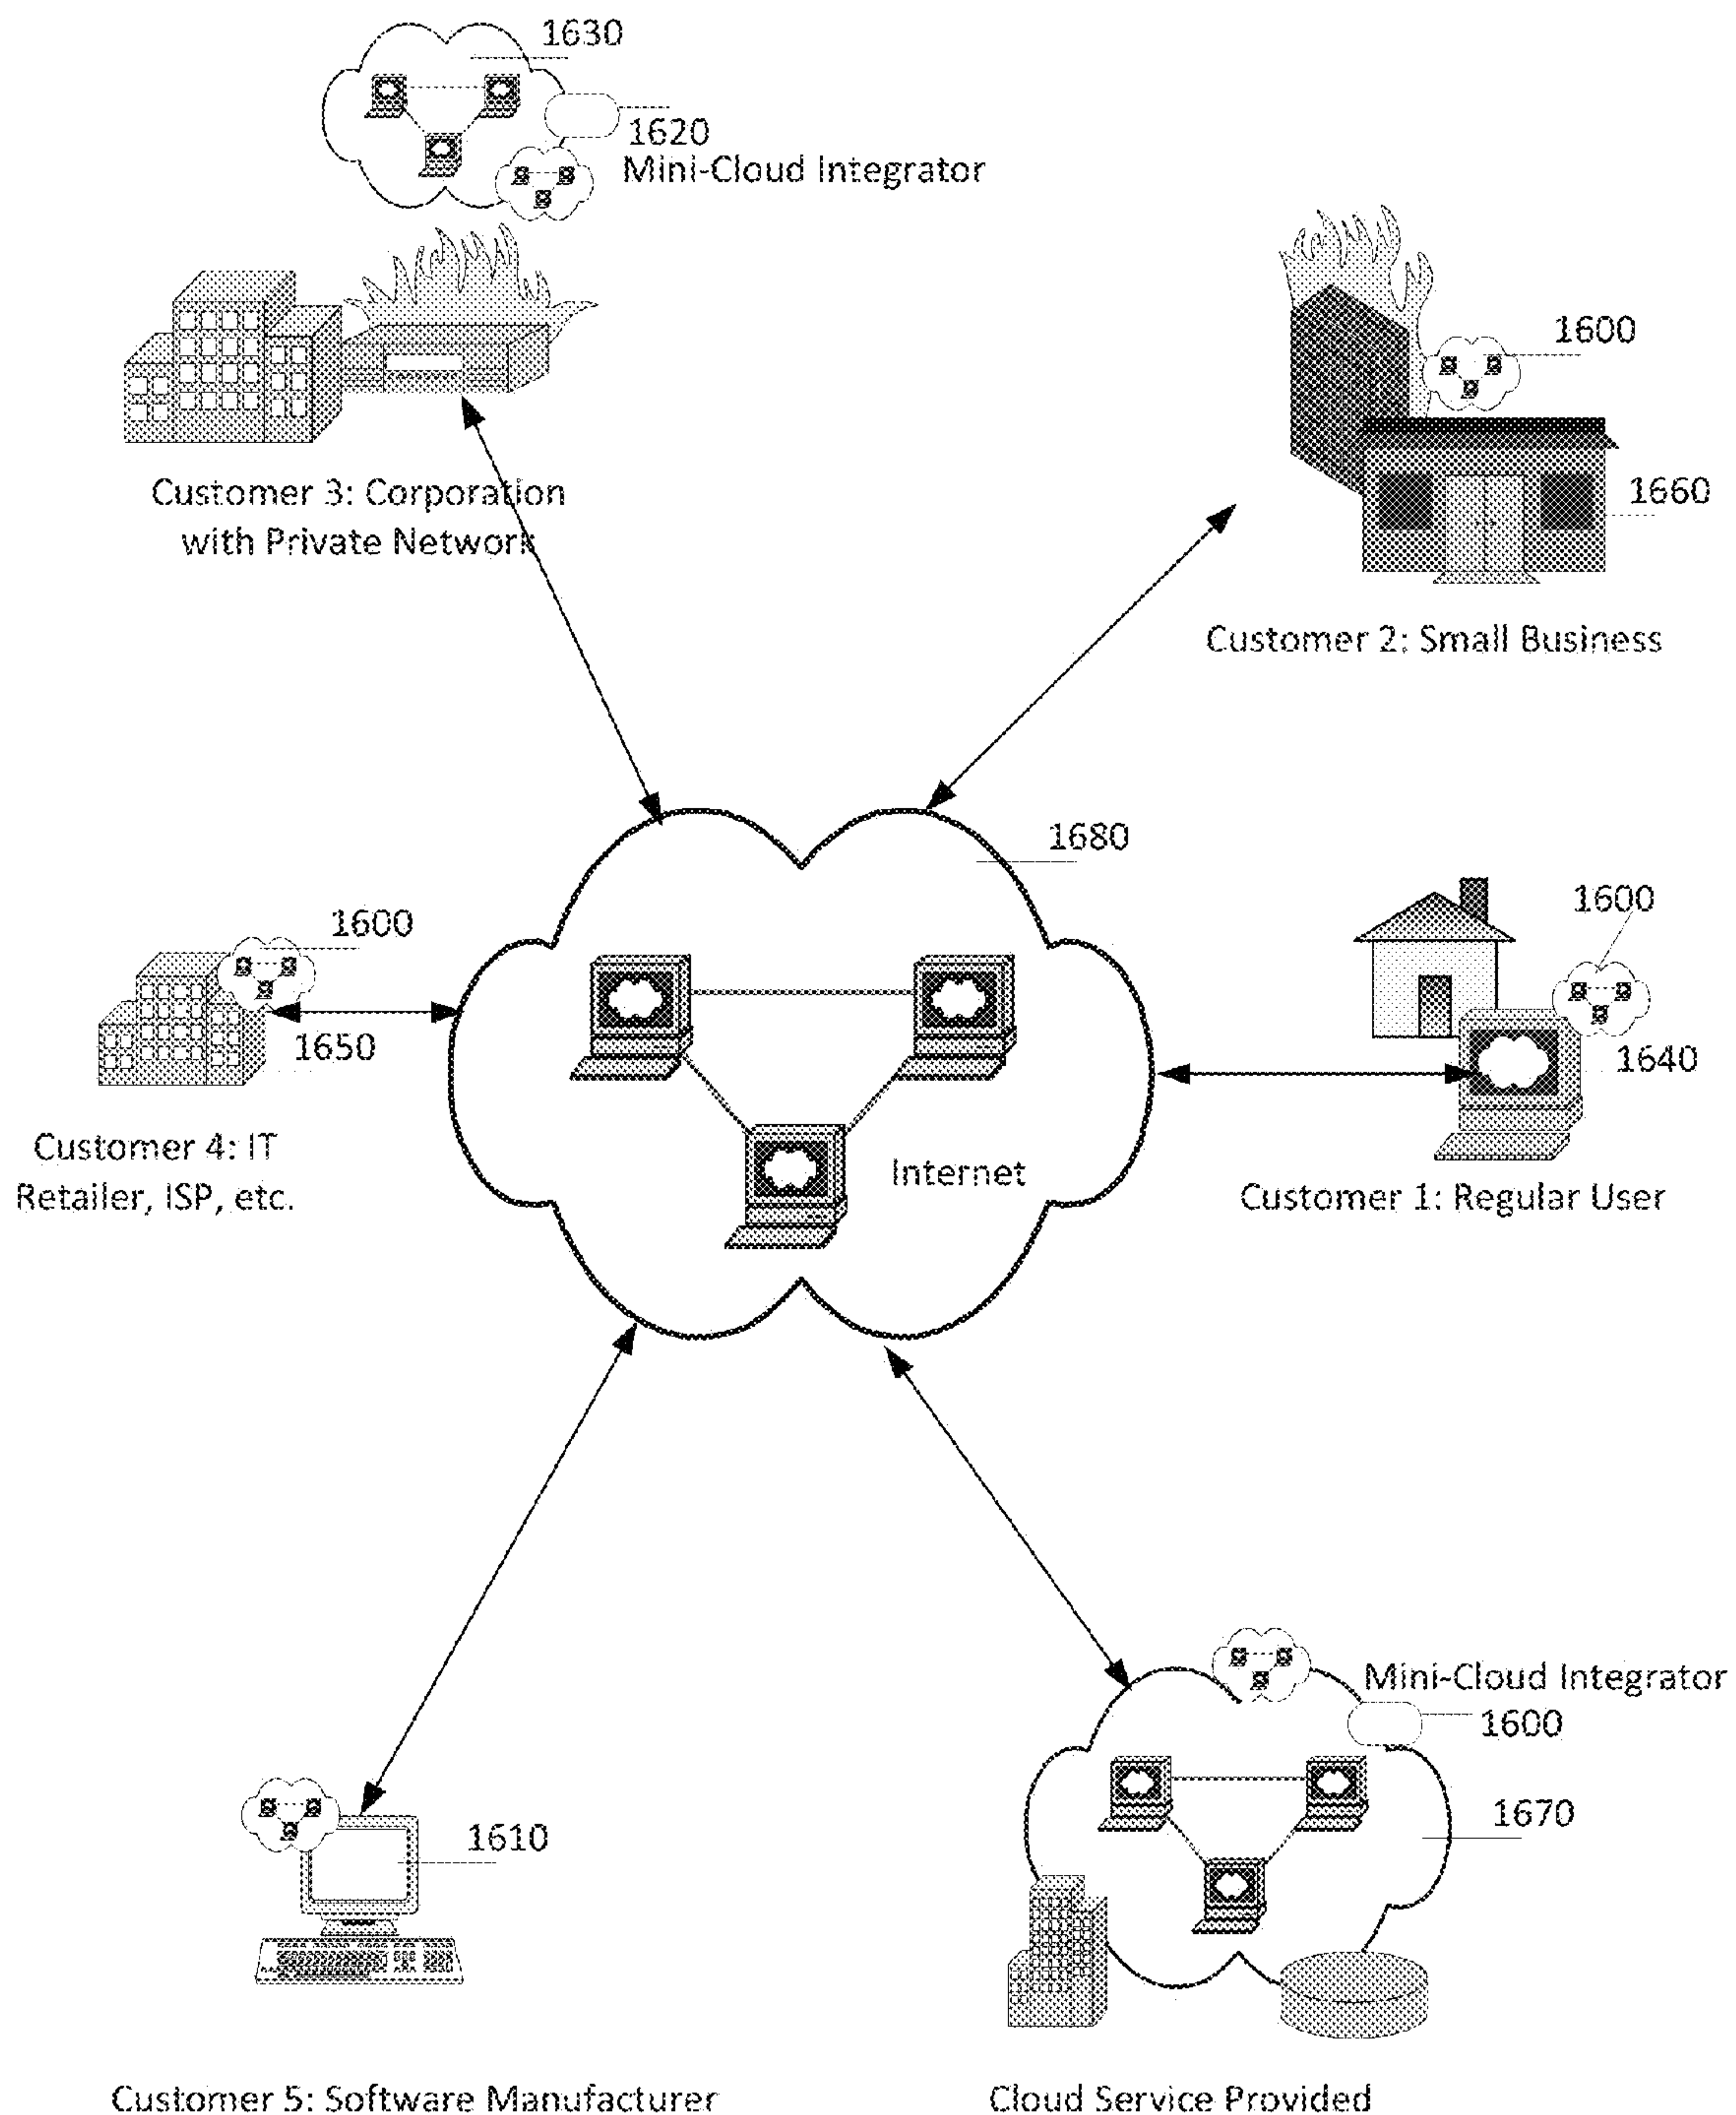 1630
1620
Mini-Cloud Integrator
1600
1660
Customer 3: Corporation
with Private Network
Customer 2: Small Business
1680
1600
1600
1650
1640
Customer 4: IT
Retailer, ISP, etc.
Internet
Customer 1: Regular User
Mini-Cloud Integrator
1600
1670
1610
Customer 5: Software Manufacturer
Cloud Service Provided